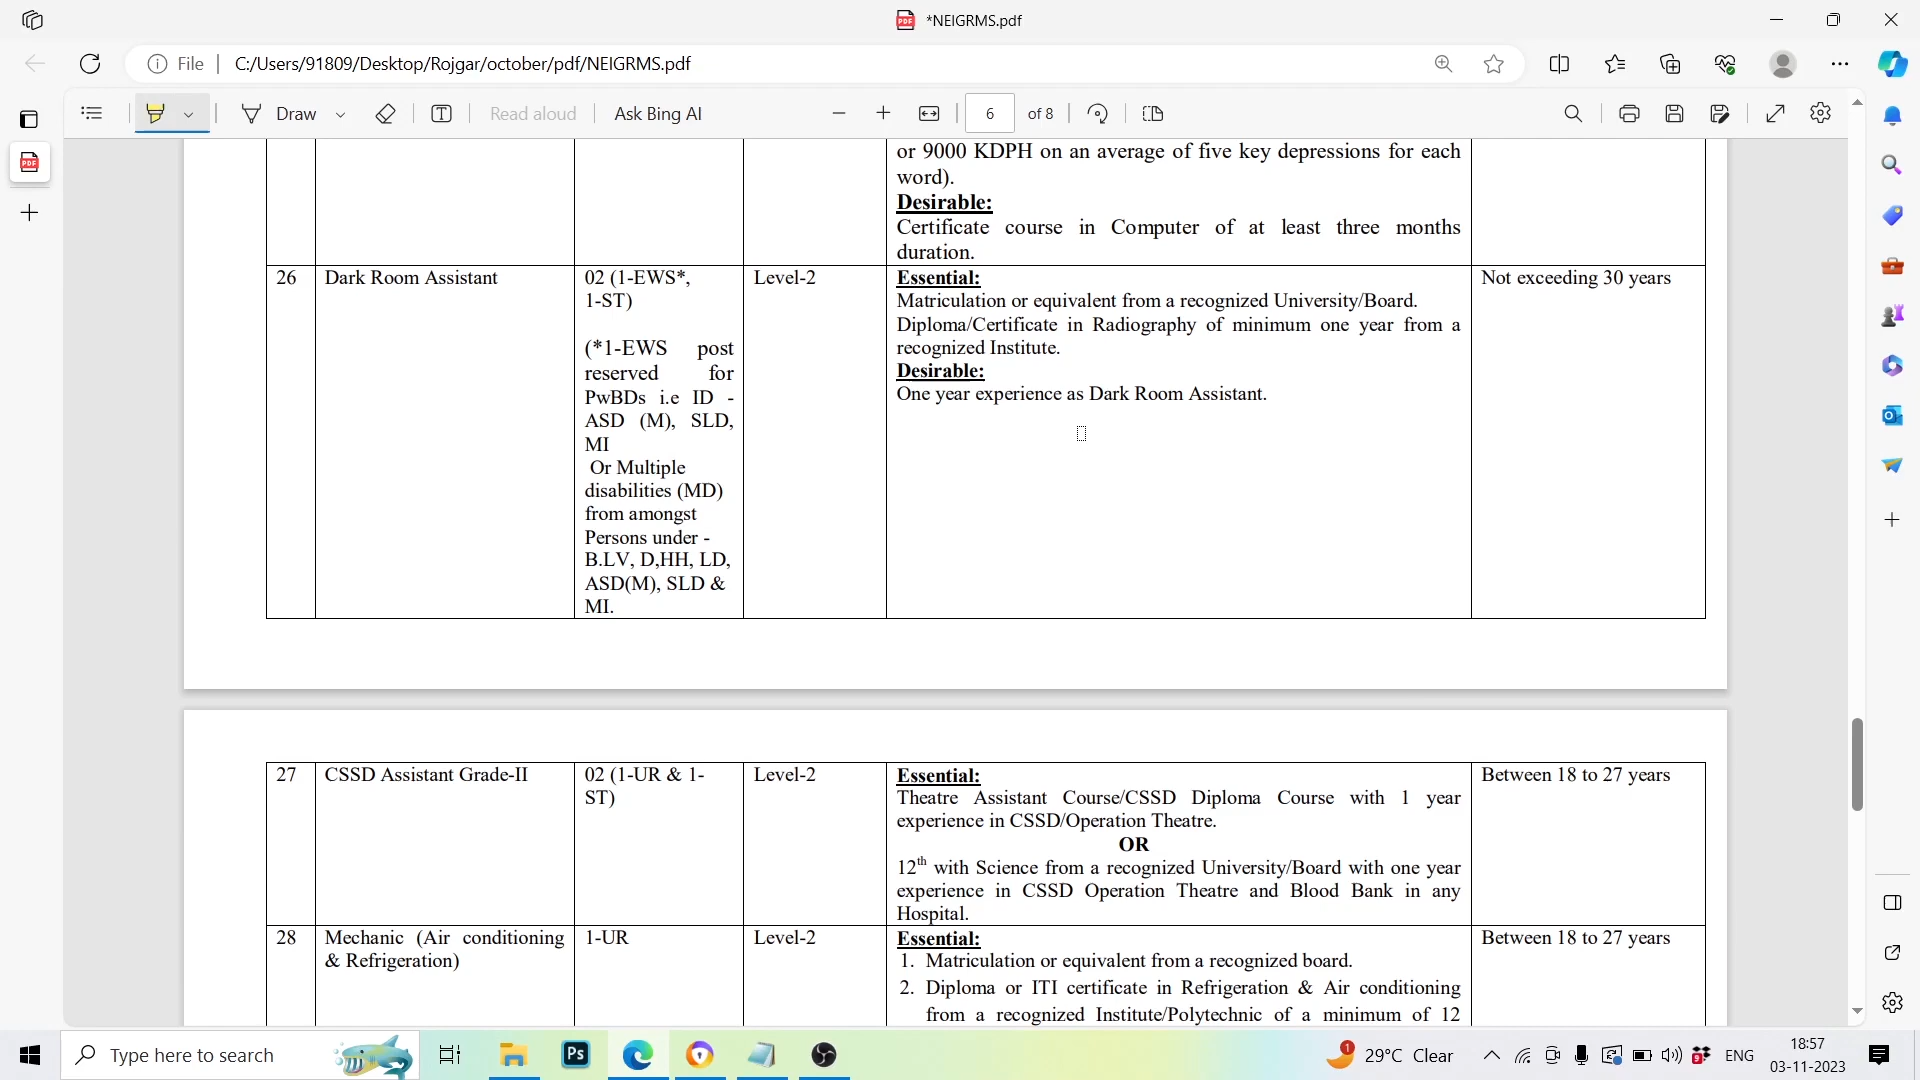 *NEIGRMS.pdf
File
C:/Users/91809/Desktop/Rojgar/october/pdf/NEIGRMS.pdf
Draw
Read aloud
Ask Bing AI
6
of 8
or 9000 KDPH on an average of five key depressions for each
word).
Desirable:
Certificate course in Computer of at least three months
duration.
26
Dark Room Assistant
02 (1-EWS*,
1-ST)
(*1-EWS post
reserved for
PwBDs i.e ID -
ASD (M), SLD,
MI
Or Multiple
disabilities (MD)
from amongst
Persons under -
B.LV, D,HH, LD,
ASD(M), SLD &
MI.
Level-2
Essential:
Matriculation or equivalent from a recognized University/Board.
Diploma/Certificate in Radiography of minimum one year from a
recognized Institute.
Desirable:
One year experience as Dark Room Assistant.
Not exceeding 30 years
27
CSSD Assistant Grade-II
02 (1-UR & 1-
ST)
Level-2
Essential:
Theatre Assistant Course/CSSD Diploma Course with 1 year
experience in CSSD/Operation Theatre.
OR
12th with Science from a recognized University/Board with one year
experience in CSSD Operation Theatre and Blood Bank in any
Hospital.
Between 18 to 27 years
28
Mechanic (Air conditioning
& Refrigeration)
1-UR
Level-2
Essential:
1. Matriculation or equivalent from a recognized board.
2. Diploma or ITI certificate in Refrigeration & Air conditioning
from a recognized Institute/Polytechnic of a minimum of 12
Between 18 to 27 years
Type here to search
Ps
1
29°C Clear
ENG
18:57
03-11-2023